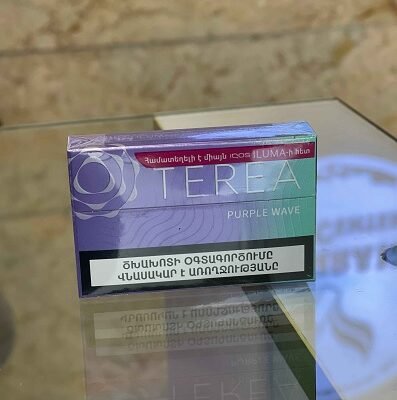 Համատեղելի է միայն IQOS ILUMA-ի հետ
TEREA
PURPLE WAVE
ԾԽԱԽՈՏԻ ՕԳՏԱԳՈՐԾՈՒՄԸ
ՎՆԱՍԱԿԱՐ Է ԱՌՈՂՋՈՒԹՅԱՆԸ